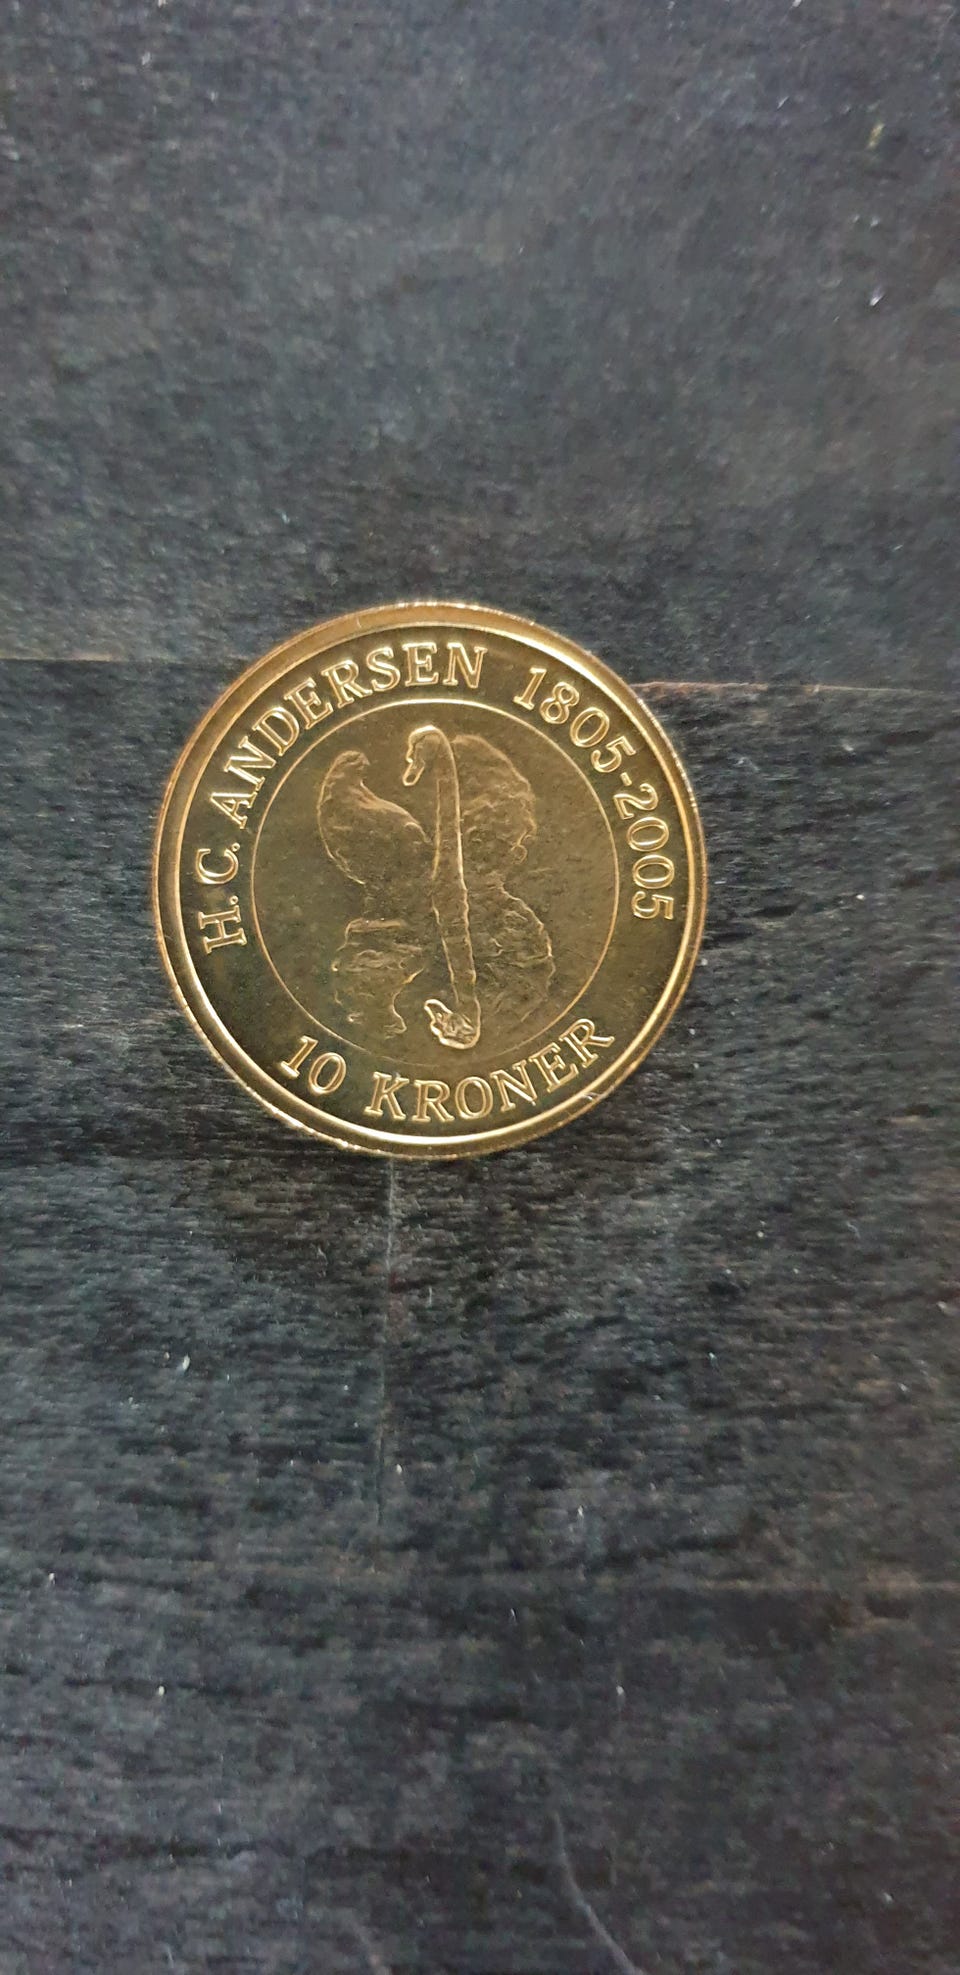 H. C. ANDERSEN 1805-2005
10 KRONER